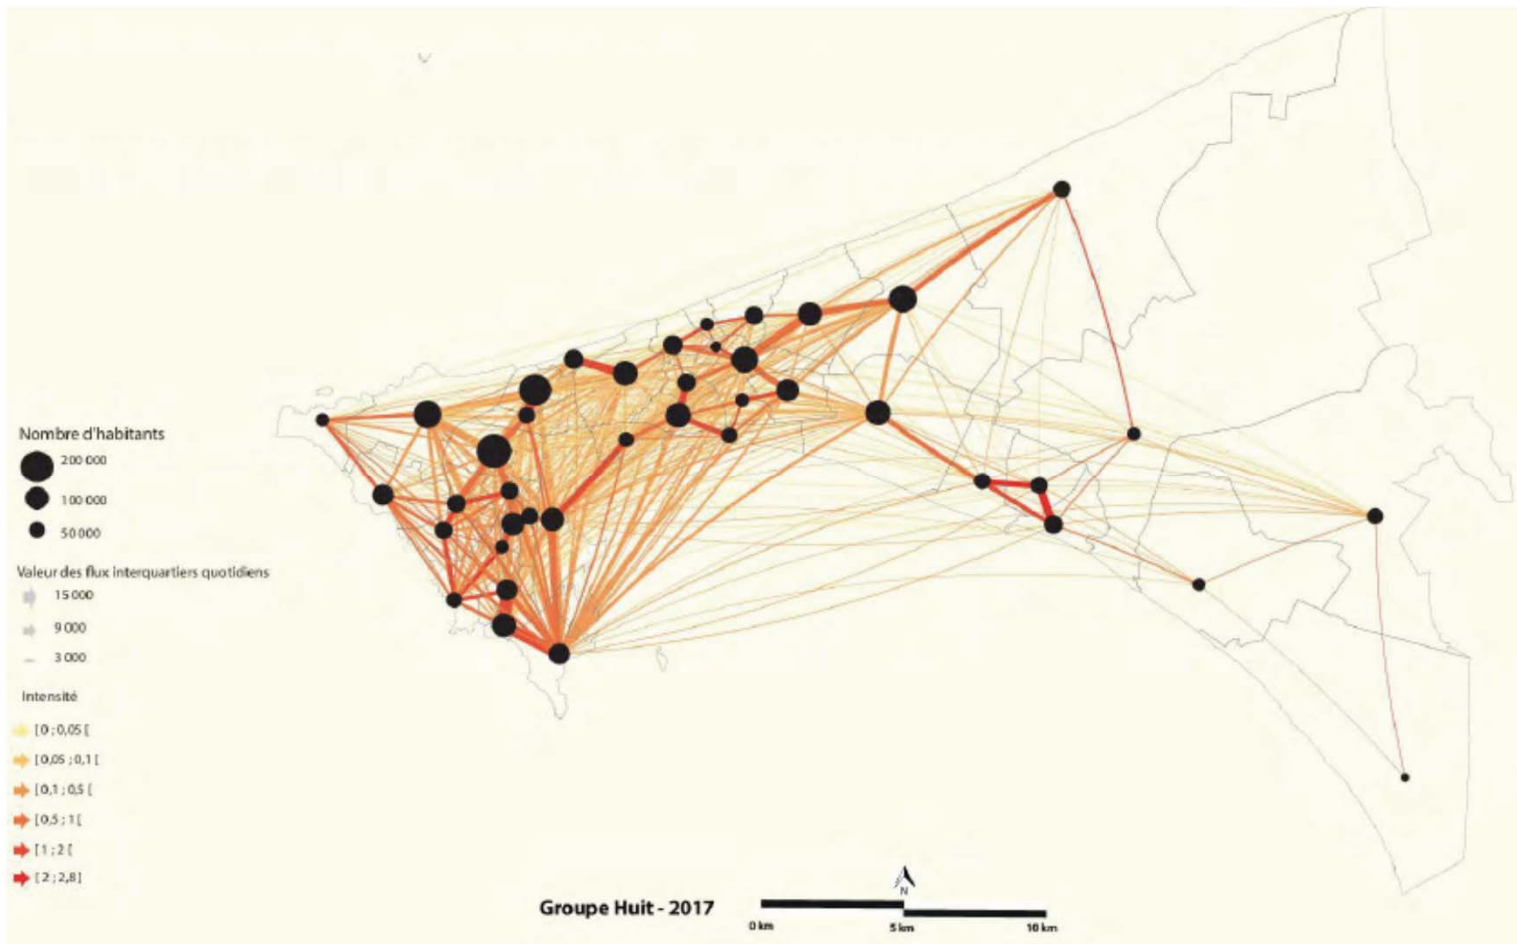 Nombre d'habitants
200 000
100 000
50 000
Valeur des flux interquartiers quotidiens
15 000
9 000
3 000
Intensité
[ 0 ; 0,05 [
[ 0,05 ; 0,1 [
[ 0,1 ; 0,5 [
[ 0,5 ; 1 [
[ 1 ; 2 [
[ 2 ; 2,8 ]
Groupe Huit - 2017
N
0 km
5 km
10 km